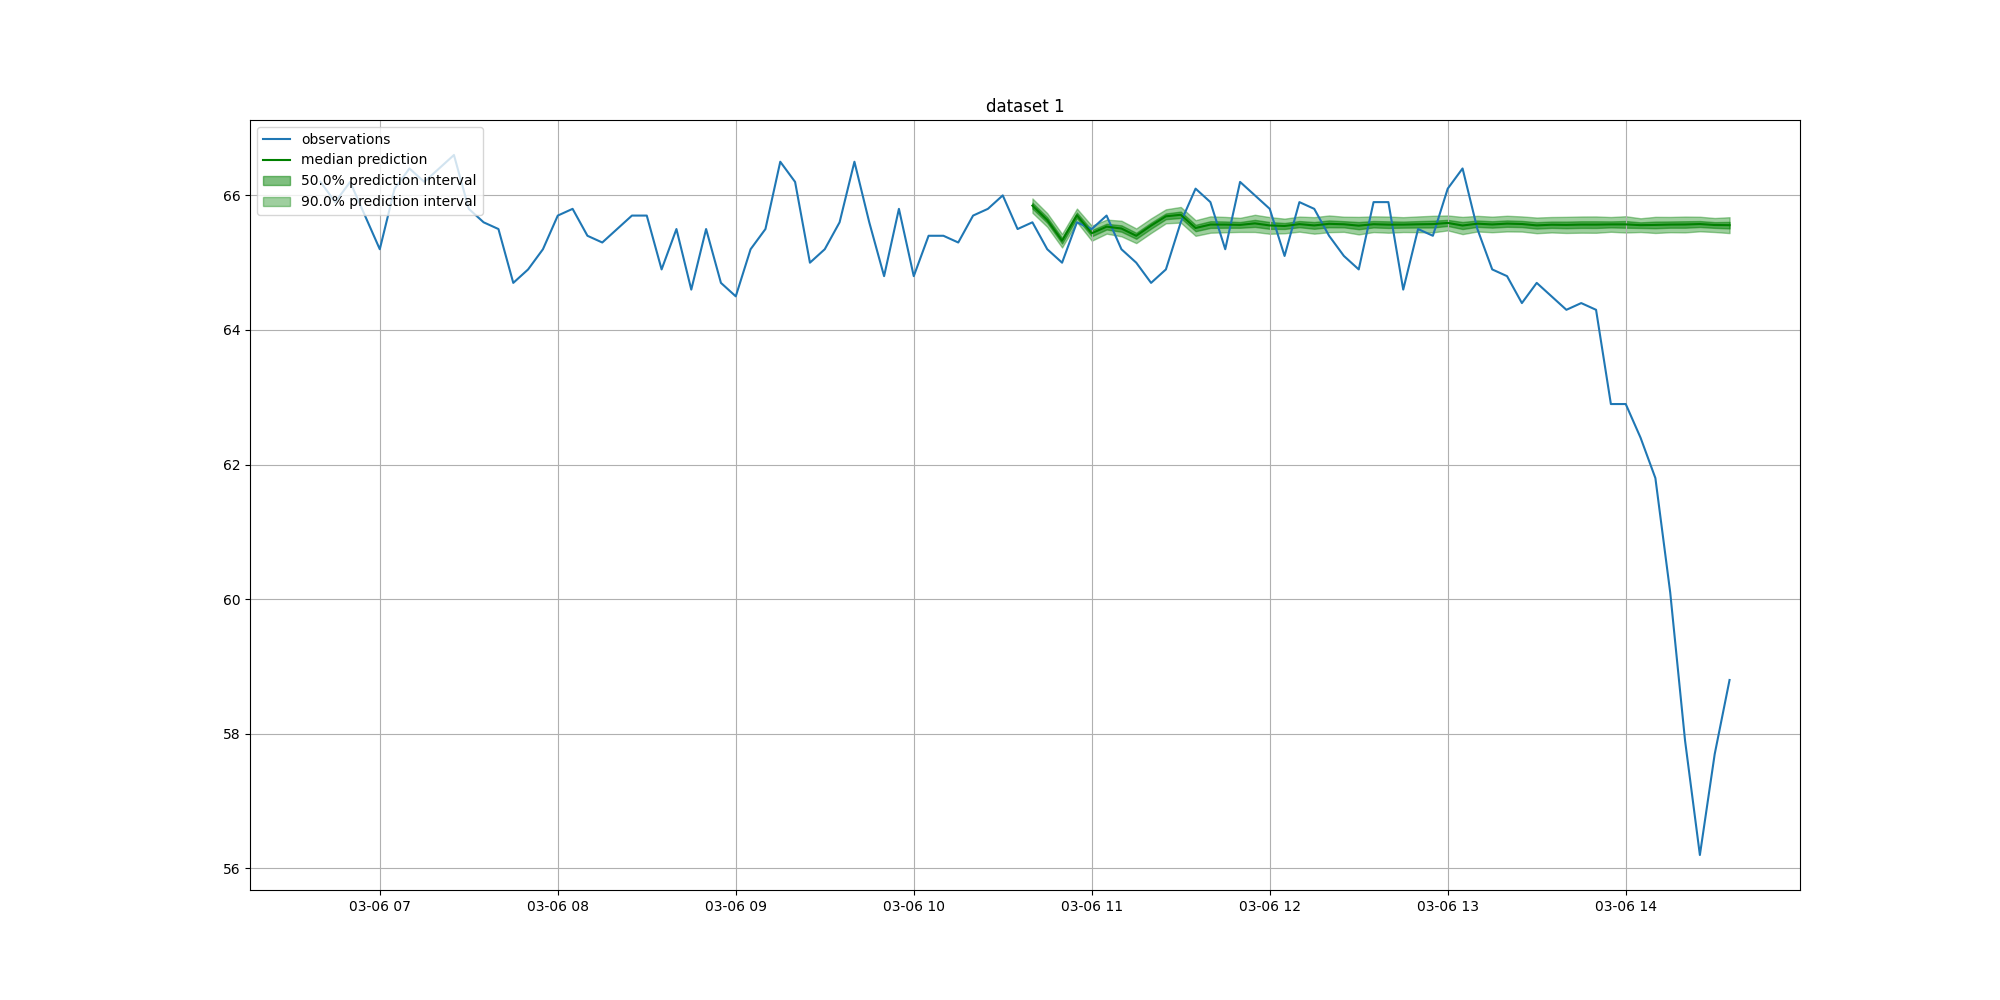 dataset 1
observations
median prediction
50.0% prediction interval
90.0% prediction interval
66
64
62
60
58
56
03-06 07
03-06 08
03-06 09
03-06 10
03-06 11
03-06 12
03-06 13
03-06 14